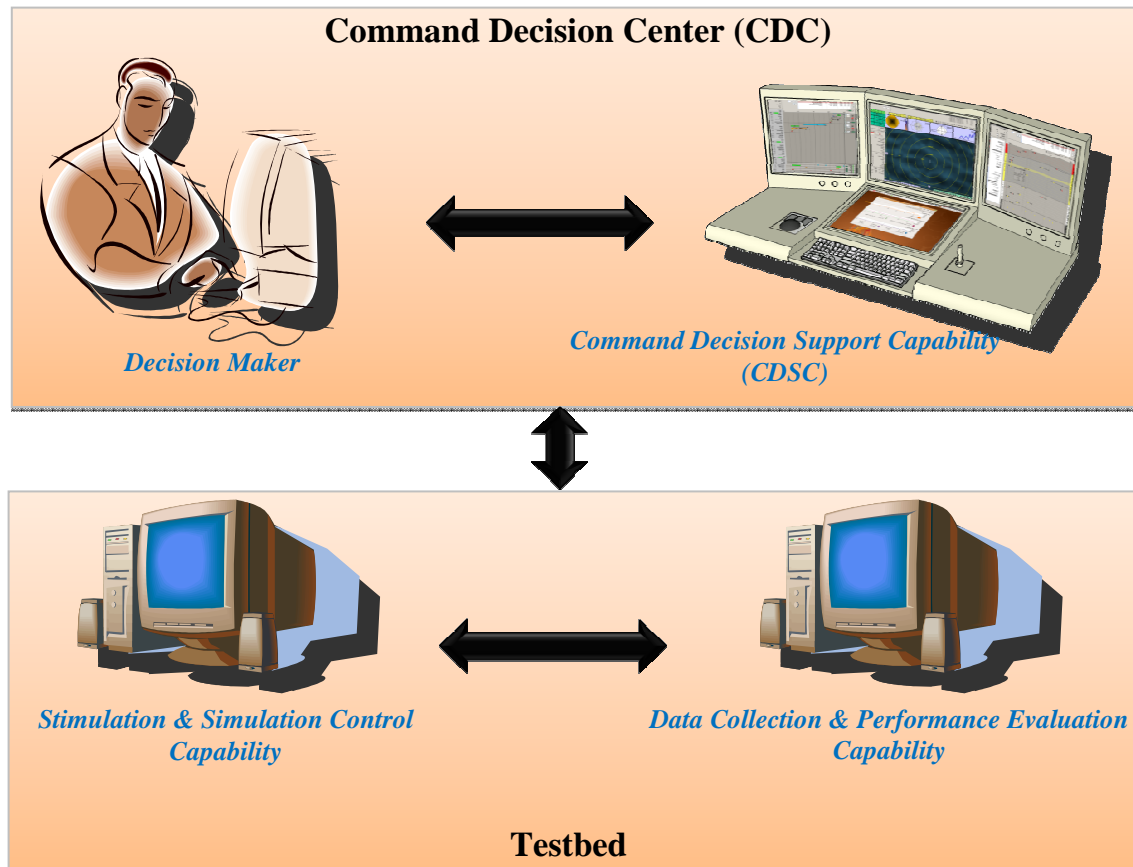 Command Decision Center (CDC)
Decision Maker
Command Decision Support Capability
(CDSC)
Stimulation & Simulation Control
Capability
Data Collection & Performance Evaluation
Capability
Testbed